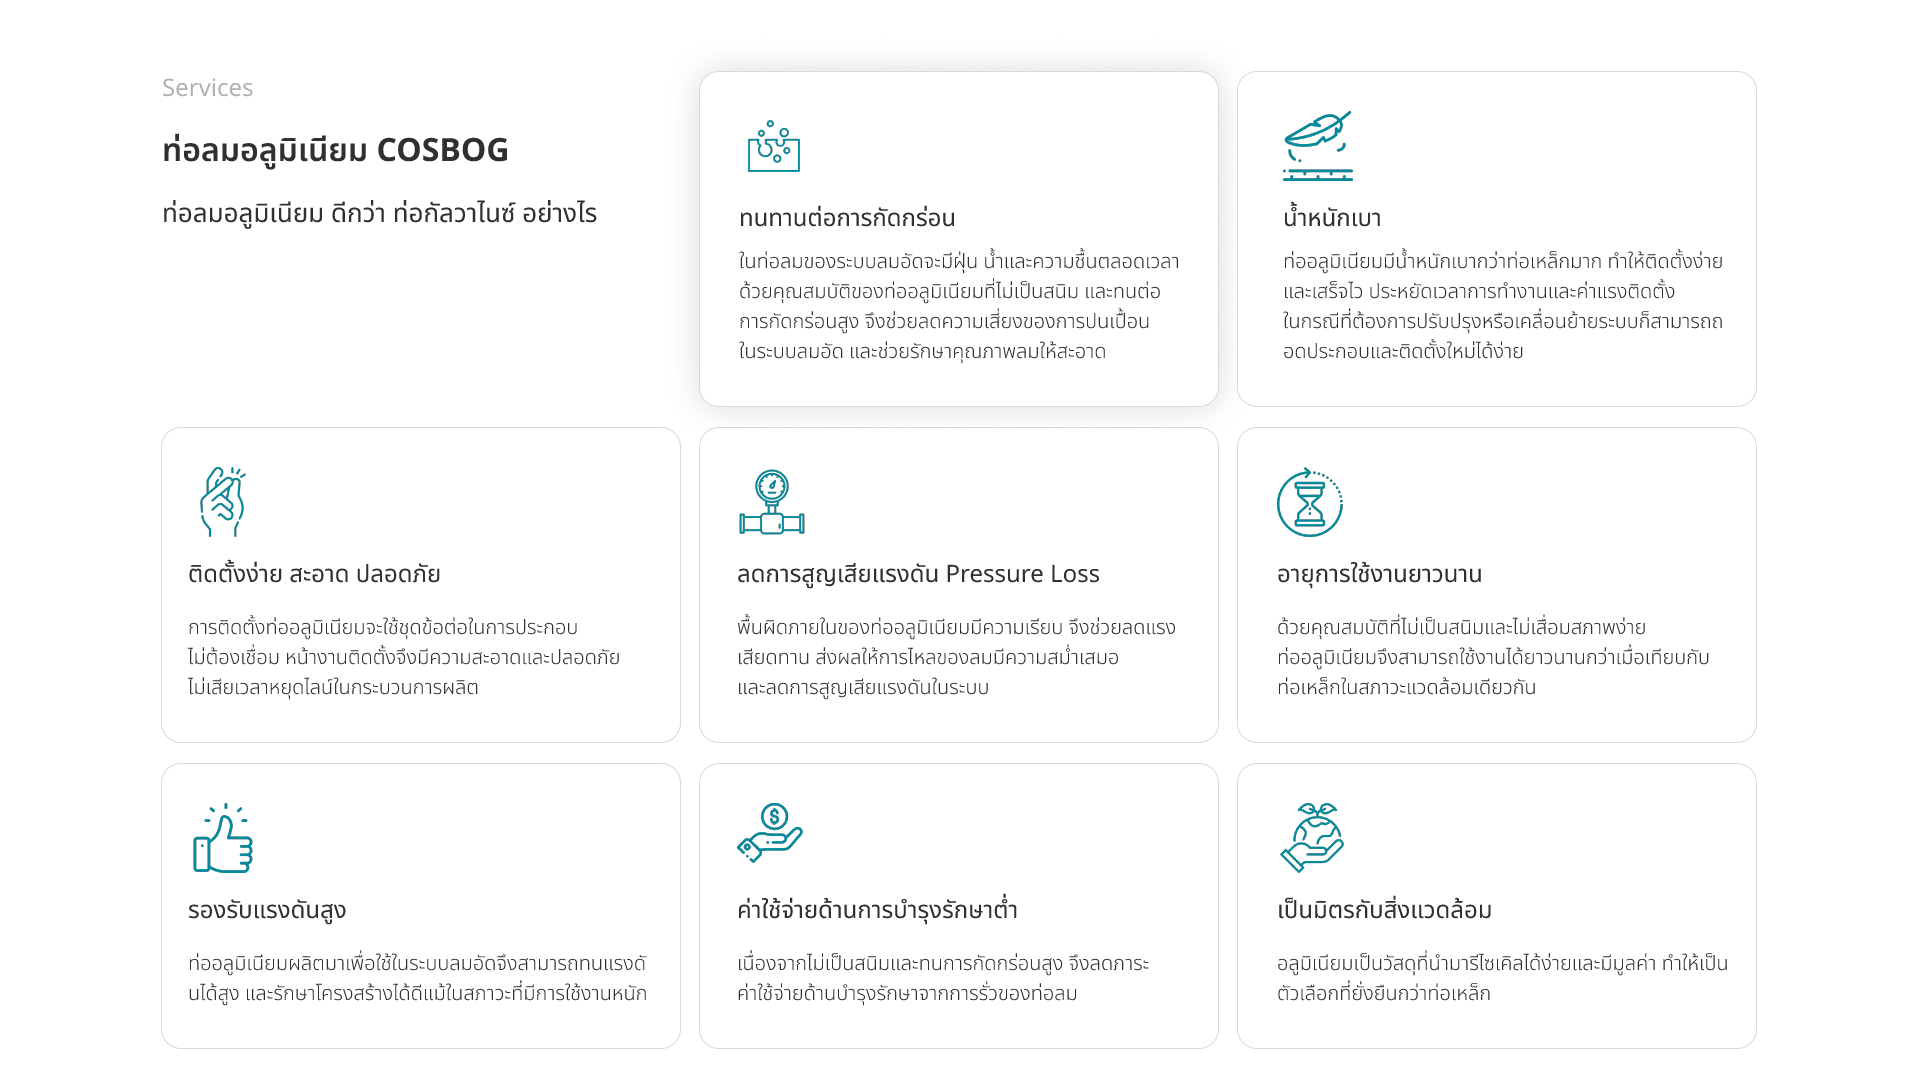 Services
ท่อลมอลูมิเนียม COSBOG
ท่อลมอลูมิเนียม ดีกว่า ท่อกัลวาไนซ์ อย่างไร
ทนทานต่อการกัดกร่อน
ในท่อลมของระบบลมอัดจะมีฝุ่น น้ำและความชื้นตลอดเวลา
ด้วยคุณสมบัติของท่ออลูมิเนียมที่ไม่เป็นสนิม และทนต่อ
การกัดกร่อนสูง จึงช่วยลดความเสี่ยงของการปนเปื้อน
ในระบบลมอัด และช่วยรักษาคุณภาพลมให้สะอาด
น้ำหนักเบา
ท่ออลูมิเนียมมีน้ำหนักเบากว่าท่อเหล็กมาก ทำให้ติดตั้งง่าย
และเสร็จไว ประหยัดเวลาการทำงานและค่าแรงติดตั้ง
ในกรณีที่ต้องการปรับปรุงหรือเคลื่อนย้ายระบบก็สามารถถ
อดประกอบและติดตั้งใหม่ได้ง่าย
ติดตั้งง่าย สะอาด ปลอดภัย
การติดตั้งท่ออลูมิเนียมจะใช้ชุดข้อต่อในการประกอบ
ไม่ต้องเชื่อม หน้างานติดตั้งจึงมีความสะอาดและปลอดภัย
ไม่เสียเวลาหยุดไลน์ในกระบวนการผลิต
ลดการสูญเสียแรงดัน Pressure Loss
พื้นผิดภายในของท่ออลูมิเนียมมีความเรียบ จึงช่วยลดแรง
เสียดทาน ส่งผลให้การไหลของลมมีความสม่ำเสมอ
และลดการสูญเสียแรงดันในระบบ
อายุการใช้งานยาวนาน
ด้วยคุณสมบัติที่ไม่เป็นสนิมและไม่เสื่อมสภาพง่าย
ท่ออลูมิเนียมจึงสามารถใช้งานได้ยาวนานกว่าเมื่อเทียบกับ
ท่อเหล็กในสภาวะแวดล้อมเดียวกัน
รองรับแรงดันสูง
ท่ออลูมิเนียมผลิตมาเพื่อใช้ในระบบลมอัดจึงสามารถทนแรงดั
นได้สูง และรักษาโครงสร้างได้ดีแม้ในสภาวะที่มีการใช้งานหนัก
ค่าใช้จ่ายด้านการบำรุงรักษาต่ำ
เนื่องจากไม่เป็นสนิมและทนการกัดกร่อนสูง จึงลดภาระ
ค่าใช้จ่ายด้านบำรุงรักษาจากการรั่วของท่อลม
เป็นมิตรกับสิ่งแวดล้อม
อลูมิเนียมเป็นวัสดุที่นำมารีไซเคิลได้ง่ายและมีมูลค่า ทำให้เป็น
ตัวเลือกที่ยั่งยืนกว่าท่อเหล็ก